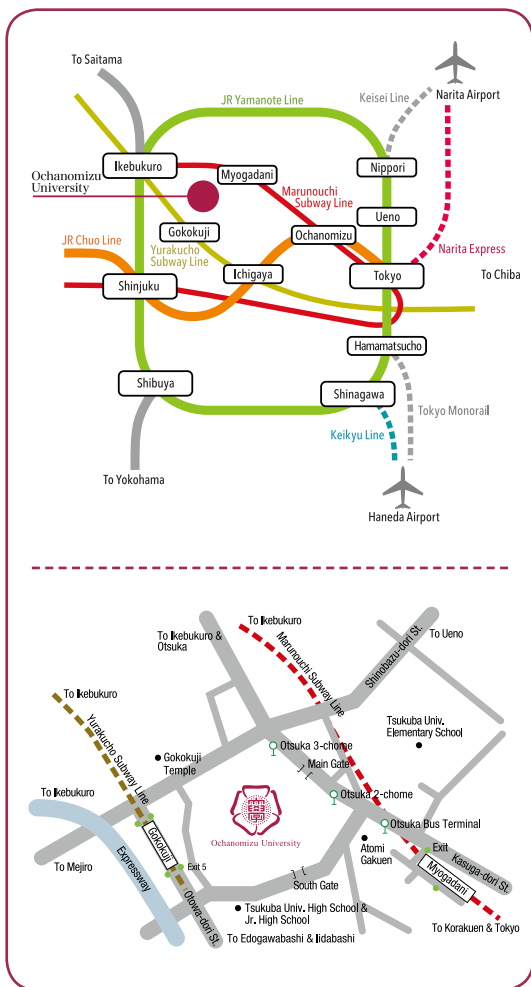 To Saitama
JR Yamanote Line
Keisei Line
Narita Airport
Ikebukuro
Nippori
Ochanomizu
University
Myogadani
Marunouchi
Subway Line
Ueno
Gokokuji
Ochanomizu
JR Chuo Line
Yurakucho
Subway Line
Narita Express
Ichigaya
Tokyo
To Chiba
Shinjuku
Hamamatsucho
Shibuya
Shinagawa
Tokyo Monorail
Keikyu Line
To Yokohama
Haneda Airport
To Ikebukuro
To Ikebukuro &
Otsuka
Marunouchi Subway Line
Shinobazu-dori St.
To Ueno
To Ikebukuro
Yurakucho Subway Line
Tsukuba Univ.
Elementary School
Otsuka 3-chome
Gokokuji
Temple
Main Gate
To Ikebukuro
Otsuka 2-chome
Otsuka Bus Terminal
Gokokuji
Ochanomizu University
Atomi
Gakuen
Exit
Kasuga-dori St.
To Mejiro
Expressway
Exit 5
Myogadani
South Gate
Otowa-dori St.
Tsukuba Univ. High School &
Jr. High School
To Korakuen & Tokyo
To Edogawabashi & Iidabashi